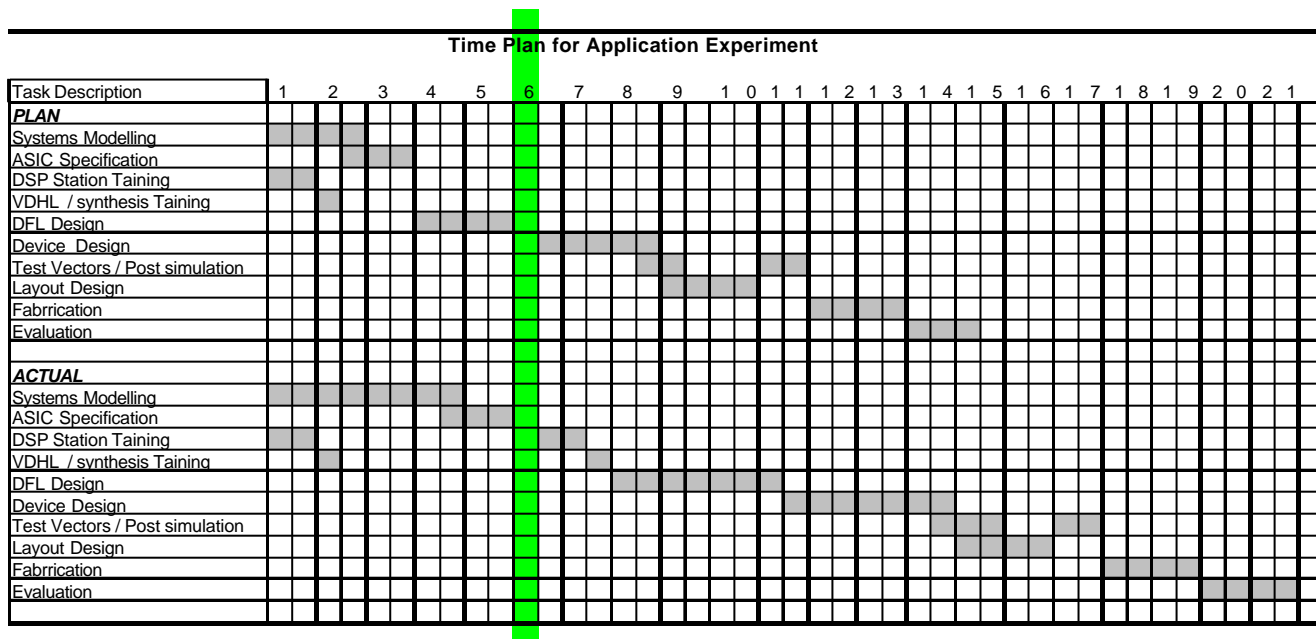 Time Plan for Application Experiment
Task Description 1 2 3 4 5 6 7 8 9 1 0 1 1 1 2 1 3 1 4 1 5 1 6 1 7 1 8 1 9 2 0 2 1
PLAN
Systems Modelling
ASIC Specification
DSP Station Taining
VDHL / synthesis Taining
DFL Design
Device Design
Test Vectors / Post simulation
Layout Design
Fabrrication
Evaluation
ACTUAL
Systems Modelling
ASIC Specification
DSP Station Taining
VDHL / synthesis Taining
DFL Design
Device Design
Test Vectors / Post simulation
Layout Design
Fabrrication
Evaluation